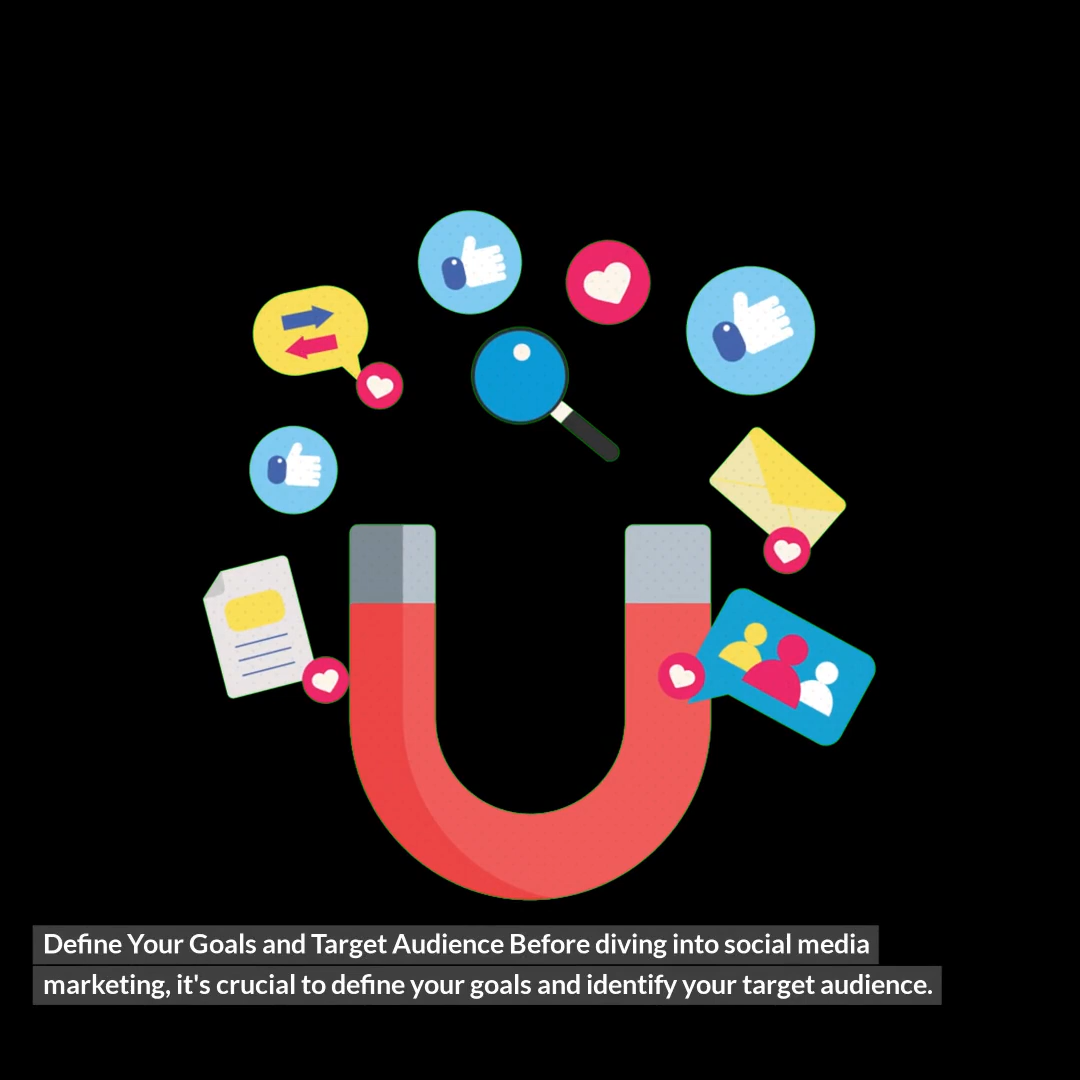 Define Your Goals and Target Audience Before diving into social media
marketing, it's crucial to define your goals and identify your target audience.